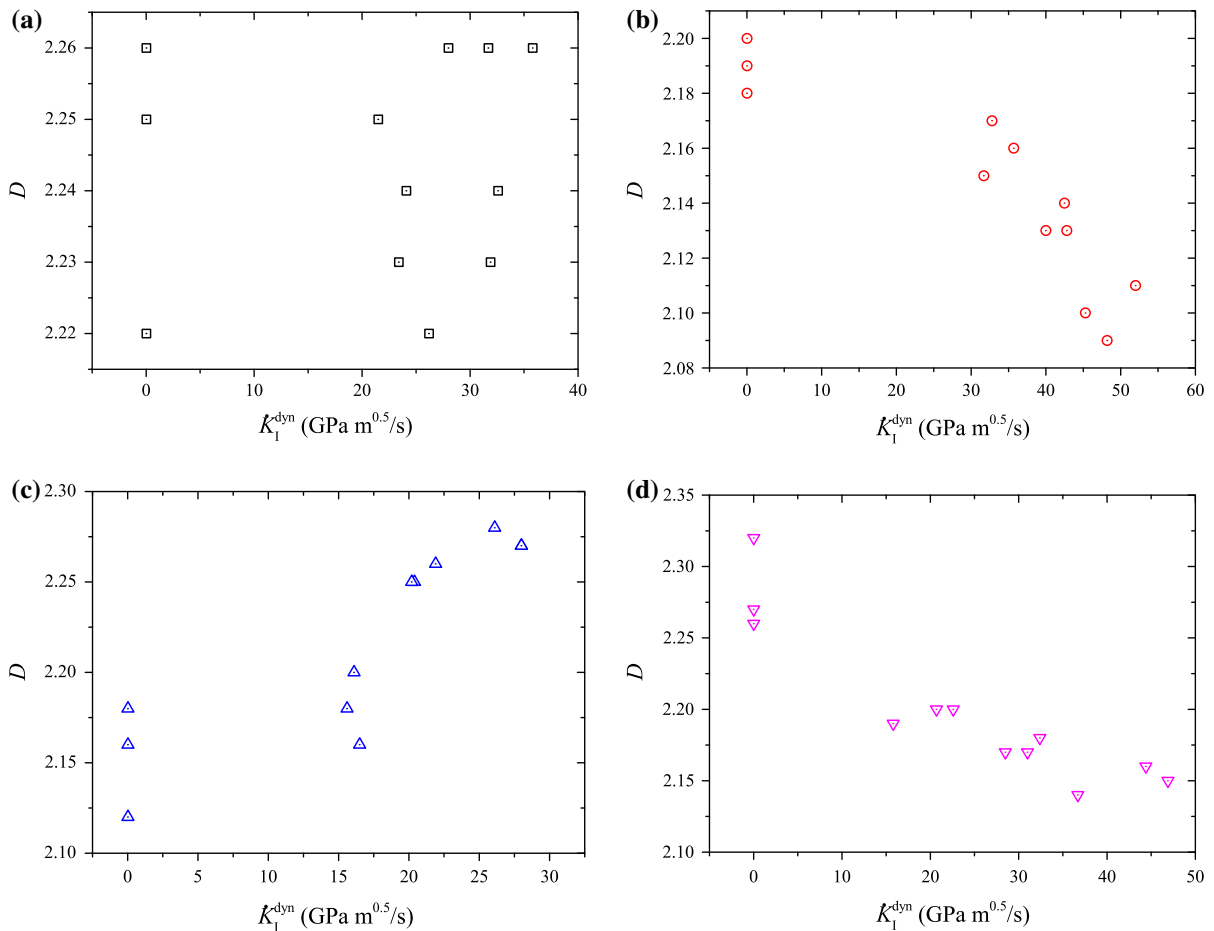 (a)
2.26
2.25
2.24
2.23
2.22
D
0 10 20 30 40
K̇_I^dyn (GPa m^0.5/s)
(b)
2.20
2.18
2.16
2.14
2.12
2.10
2.08
D
0 10 20 30 40 50 60
K̇_I^dyn (GPa m^0.5/s)
(c)
2.30
2.25
2.20
2.15
2.10
D
0 5 10 15 20 25 30
K̇_I^dyn (GPa m^0.5/s)
(d)
2.35
2.30
2.25
2.20
2.15
2.10
D
0 10 20 30 40 50
K̇_I^dyn (GPa m^0.5/s)